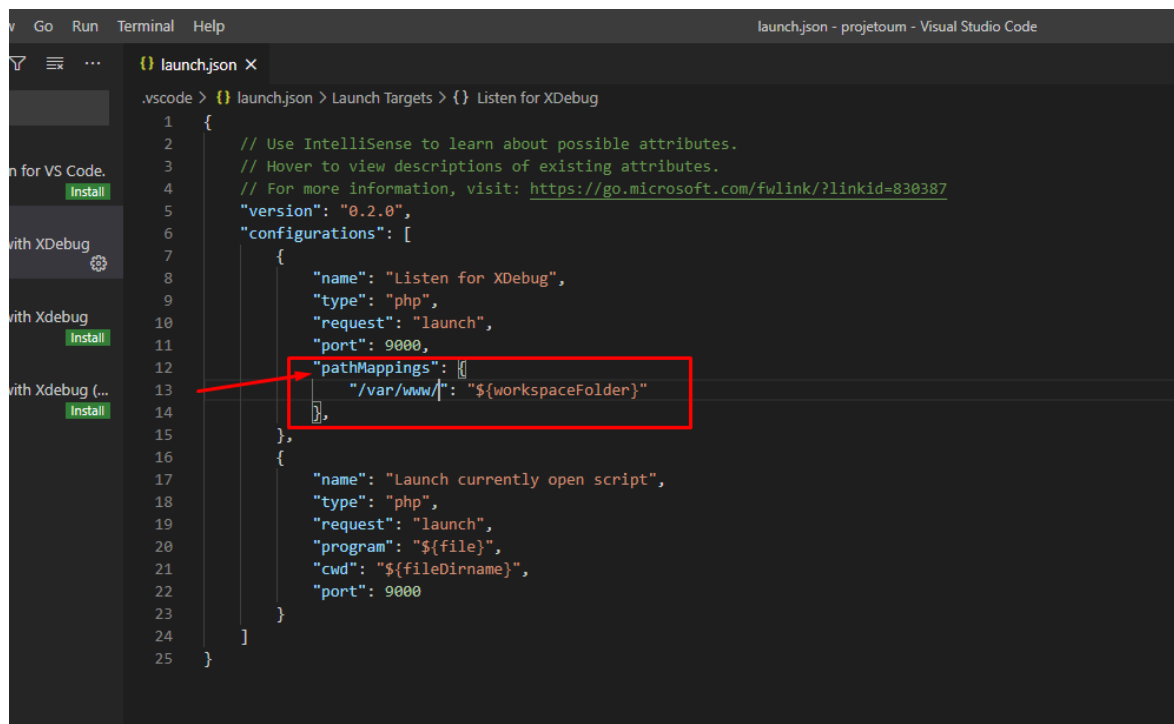 Go Run Terminal Help
launch.json - projetoum - Visual Studio Code
{} launch.json ×
.vscode > {} launch.json > Launch Targets > {} Listen for XDebug
n for VS Code.
Install
with XDebug
with Xdebug
Install
with Xdebug (...
Install
1 {
2 // Use IntelliSense to learn about possible attributes.
3 // Hover to view descriptions of existing attributes.
4 // For more information, visit: https://go.microsoft.com/fwlink/?linkid=830387
5 "version": "0.2.0",
6 "configurations": [
7 {
8 "name": "Listen for XDebug",
9 "type": "php",
10 "request": "launch",
11 "port": 9000,
12 "pathMappings": {
13 "/var/www/": "${workspaceFolder}"
14 },
15 },
16 {
17 "name": "Launch currently open script",
18 "type": "php",
19 "request": "launch",
20 "program": "${file}",
21 "cwd": "${fileDirname}",
22 "port": 9000
23 }
24 ]
25 }